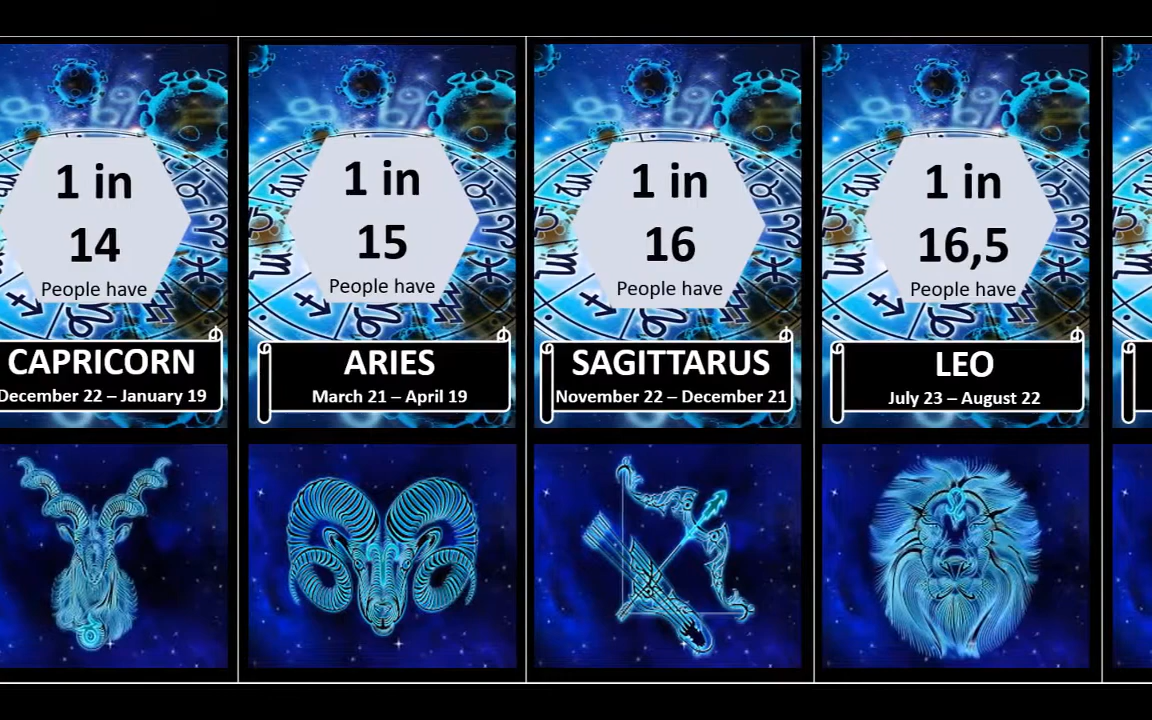 1 in
14
People have
CAPRICORN
December 22 – January 19
1 in
15
People have
ARIES
March 21 – April 19
1 in
16
People have
SAGITTARUS
November 22 – December 21
1 in
16,5
People have
LEO
July 23 – August 22